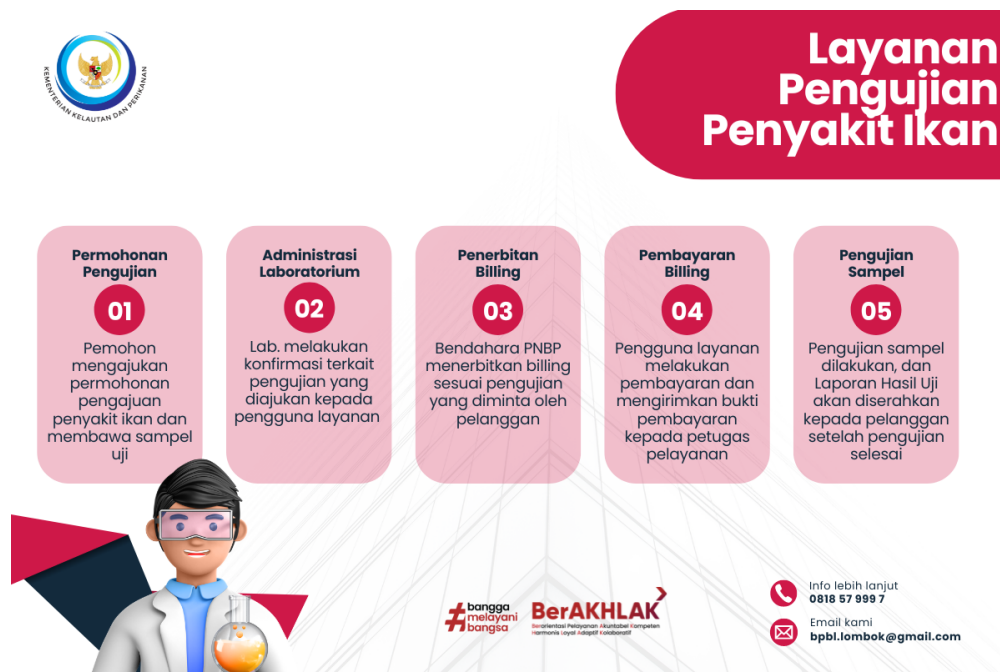 KEMENTERIAN KELAUTAN DAN PERIKANAN
Layanan
Pengujian
Penyakit Ikan
Permohonan
Pengujian
01
Pemohon
mengajukan
permohonan
pengajuan
penyakit ikan dan
membawa sampel
uji
Administrasi
Laboratorium
02
Lab. melakukan
konfirmasi terkait
pengujian yang
diajukan kepada
pengguna layanan
Penerbitan
Billing
03
Bendahara PNBP
menerbitkan billing
sesuai pengujian
yang diminta oleh
pelanggan
Pembayaran
Billing
04
Pengguna layanan
melakukan
pembayaran dan
mengirimkan bukti
pembayaran
kepada petugas
pelayanan
Pengujian
Sampel
05
Pengujian sampel
dilakukan, dan
Laporan Hasil Uji
akan diserahkan
kepada pelanggan
setelah pengujian
selesai
#bangga
melayani
bangsa
BerAKHLAK
Berorientasi Pelayanan Akuntabel Kompeten
Harmonis Loyal Adaptif Kolaboratif
Info lebih lanjut
0818 57 999 7
Email kami
bpbl.lombok@gmail.com